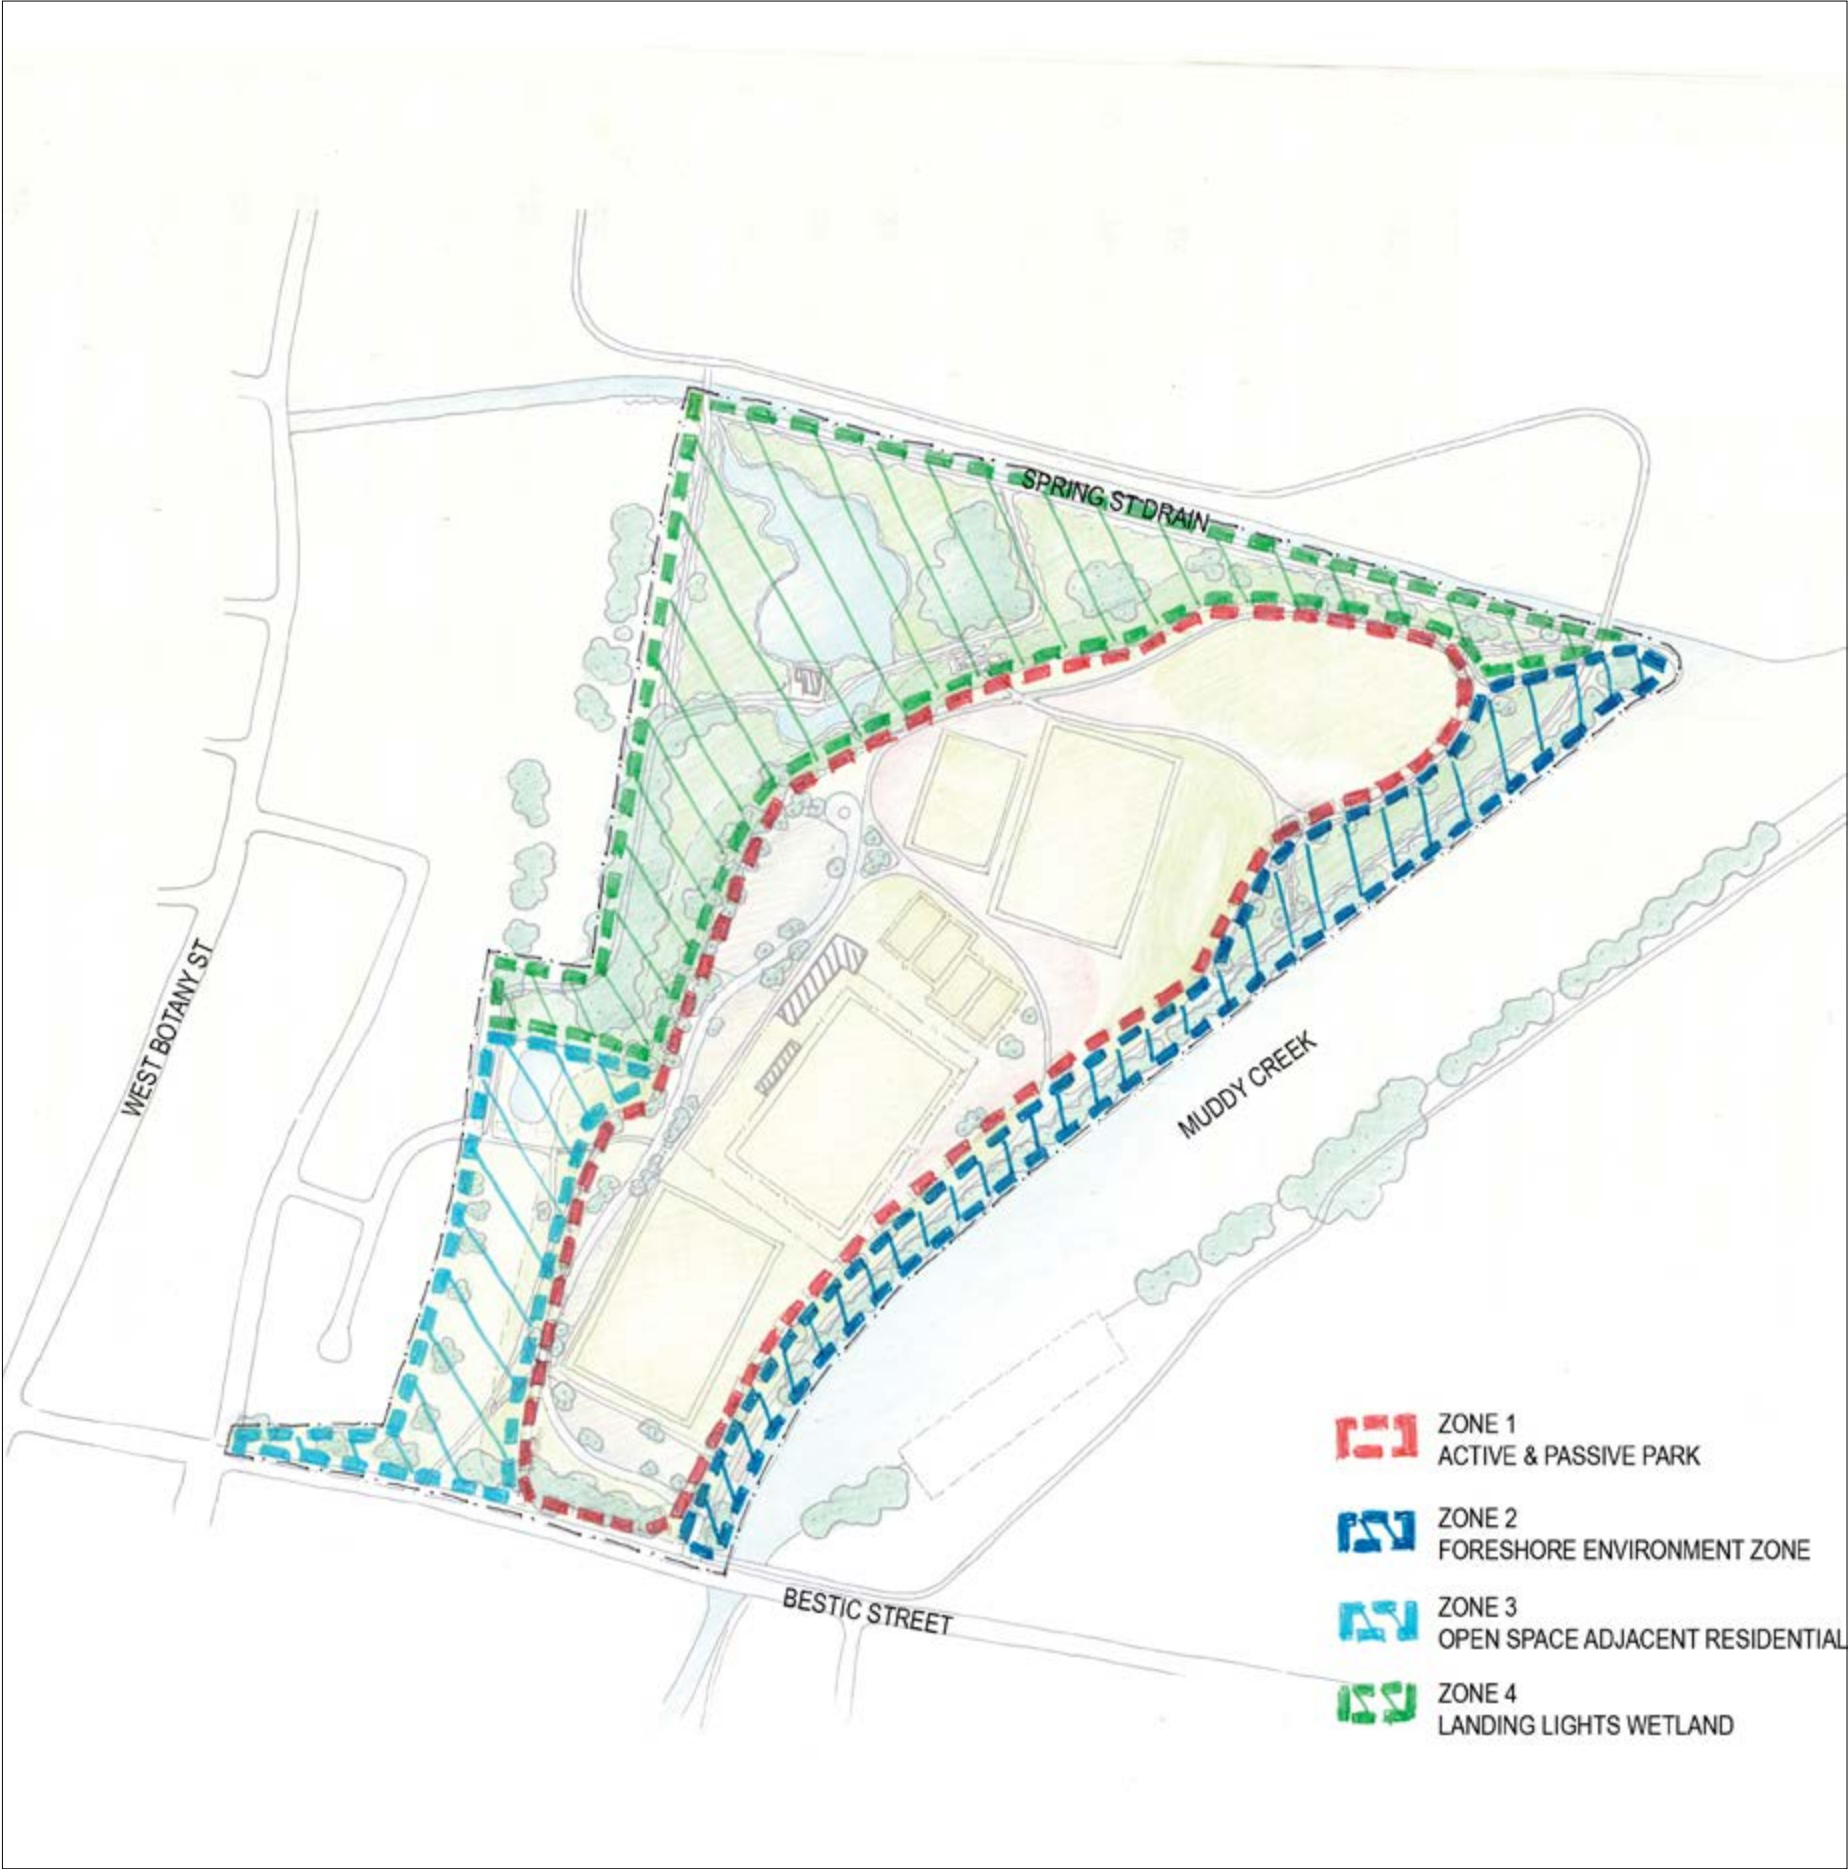 SPRING ST DRAIN
WEST BOTANY ST
MUDDY CREEK
BESTIC STREET
ZONE 1
ACTIVE & PASSIVE PARK
ZONE 2
FORESHORE ENVIRONMENT ZONE
ZONE 3
OPEN SPACE ADJACENT RESIDENTIAL
ZONE 4
LANDING LIGHTS WETLAND